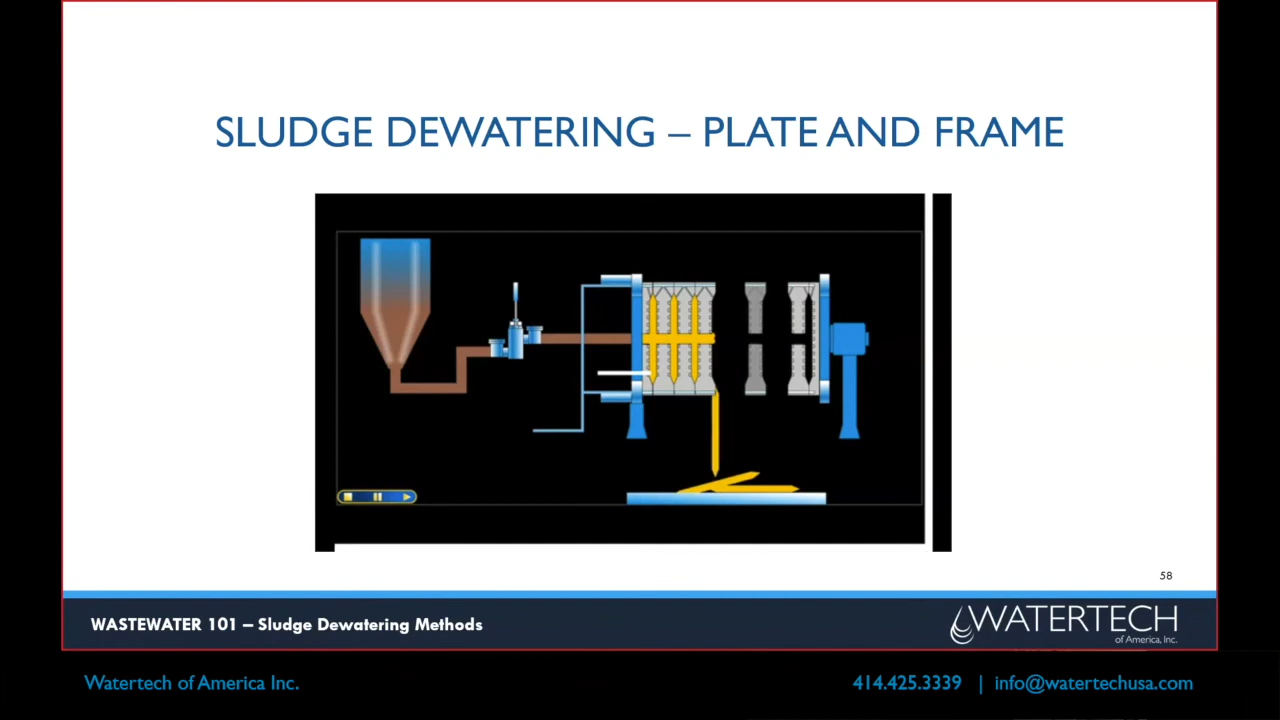 SLUDGE DEWATERING – PLATE AND FRAME
58
WASTEWATER 101 – Sludge Dewatering Methods
WATERTECH
of America, Inc.
Watertech of America Inc.
414.425.3339 | info@watertechusa.com